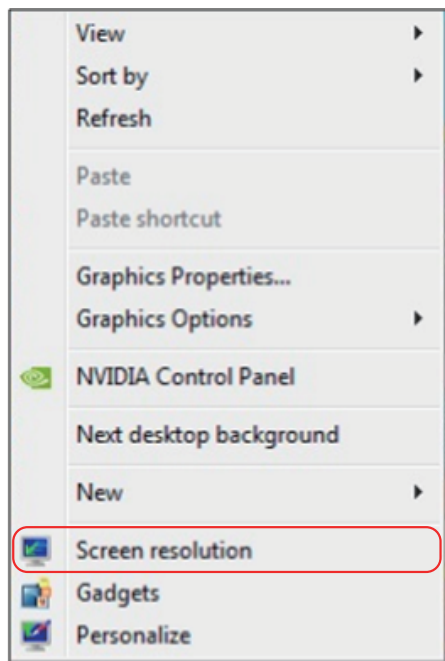 View
Sort by
Refresh
Paste
Paste shortcut
Graphics Properties...
Graphics Options
NVIDIA Control Panel
Next desktop background
New
Screen resolution
Gadgets
Personalize